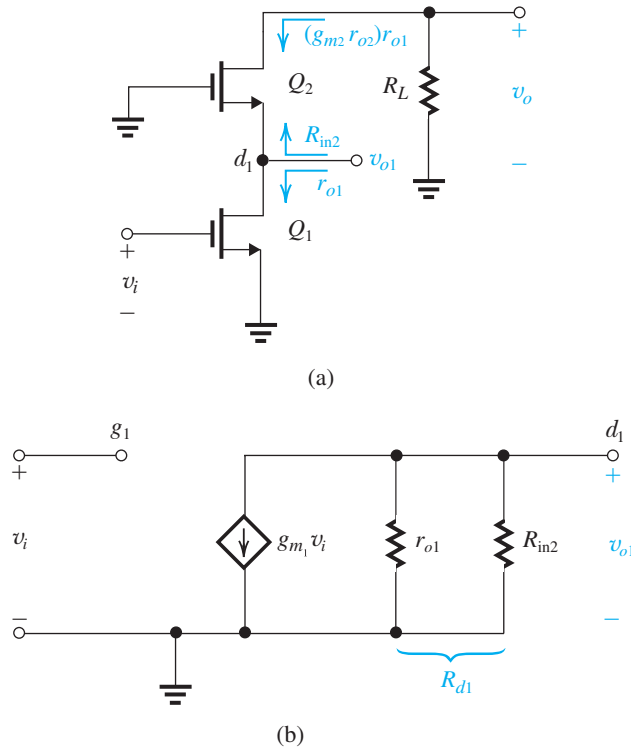 (g_{m2} r_{o2})r_{o1}
+
Q_2
R_L
v_o
R_{in2}
−
d_1
v_{o1}
r_{o1}
Q_1
+
v_i
−
(a)
g_1
d_1
+
+
v_i
g_{m_1}v_i
r_{o1}
R_{in2}
v_{o1}
−
−
R_{d1}
(b)